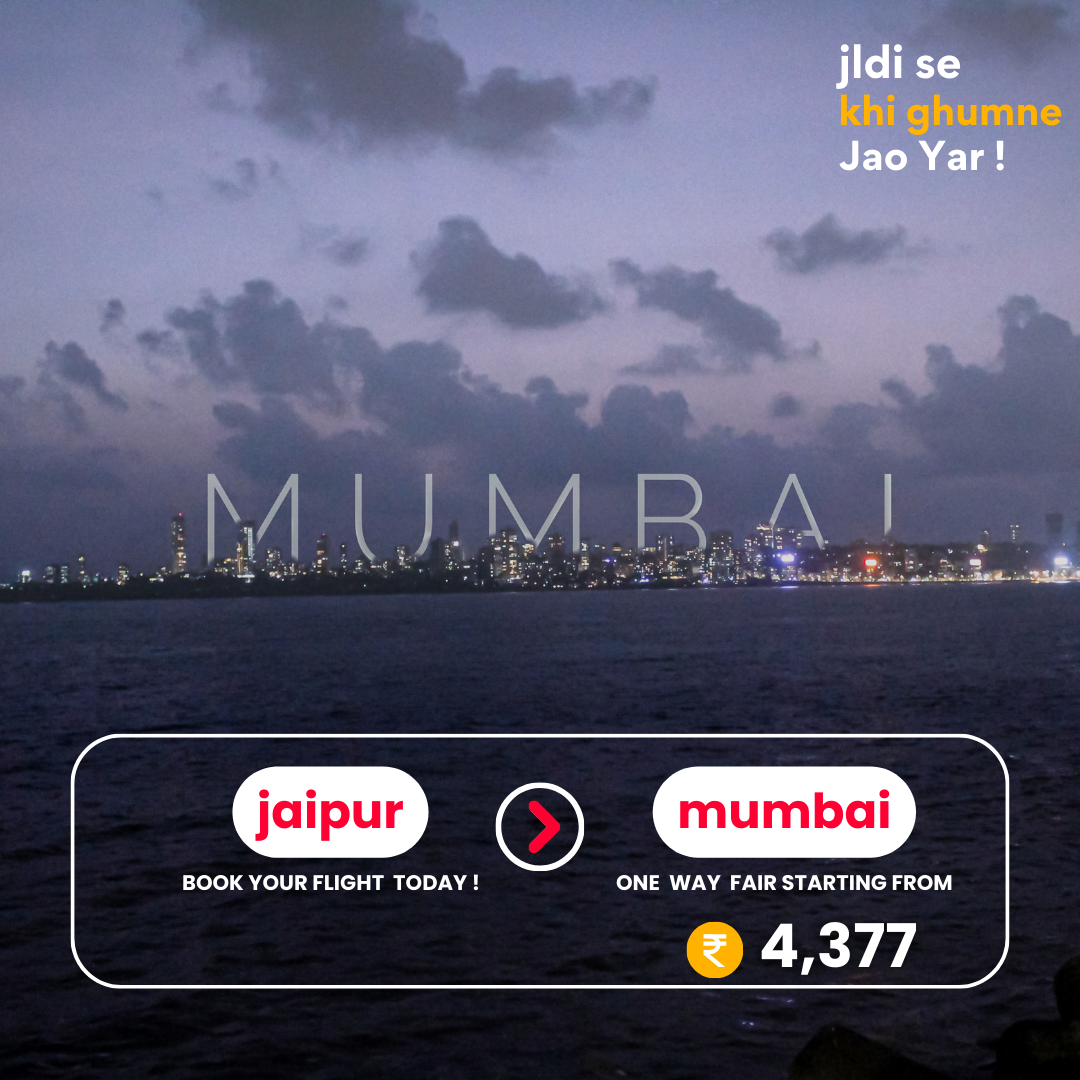 jldi se
khi ghumne
Jao Yar !
MUMBAI
jaipur
mumbai
BOOK YOUR FLIGHT TODAY !
ONE WAY FAIR STARTING FROM
₹ 4,377